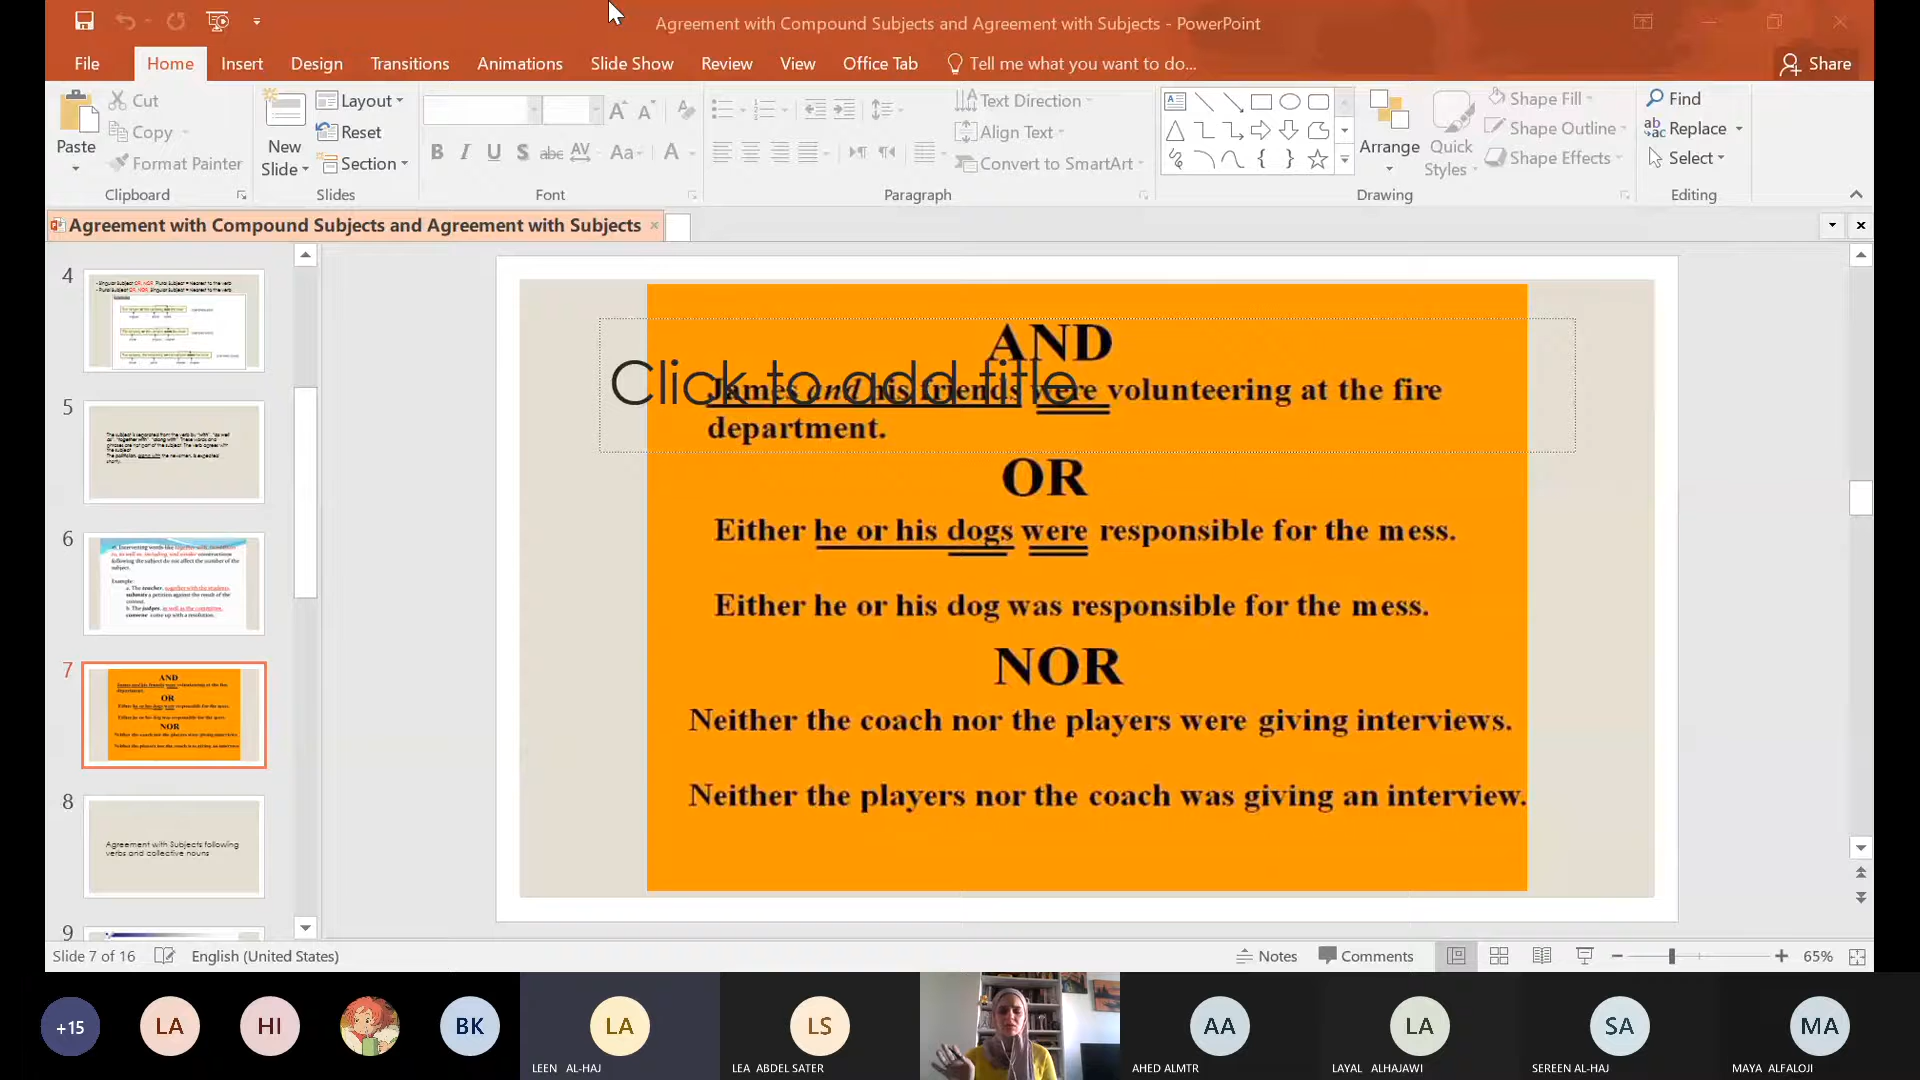 Agreement with Compound Subjects and Agreement with Subjects - PowerPoint
File Home Insert Design Transitions Animations Slide Show Review View Office Tab Tell me what you want to do... Share
Paste
Cut
Copy
Format Painter
Clipboard
New Slide
Layout
Reset
Section
Slides
Font
Text Direction
Align Text
Convert to SmartArt
Paragraph
Arrange
Quick Styles
Shape Fill
Shape Outline
Shape Effects
Drawing
Find
Replace
Select
Editing
Agreement with Compound Subjects and Agreement with Subjects
4
5
6
7
8
Agreement with Subjects following
verbs and collective nouns
9
Click to add title
AND
James and his friends were volunteering at the fire
department.
OR
Either he or his dogs were responsible for the mess.
Either he or his dog was responsible for the mess.
NOR
Neither the coach nor the players were giving interviews.
Neither the players nor the coach was giving an interview.
Slide 7 of 16 English (United States) Notes Comments 65%
+15 LA HI BK LA LS AA LA SA MA
LEEN AL-HAJ LEA ABDEL SATER AHED ALMTR LAYAL ALHAJAWI SEREEN AL-HAJ MAYA ALFALOJI